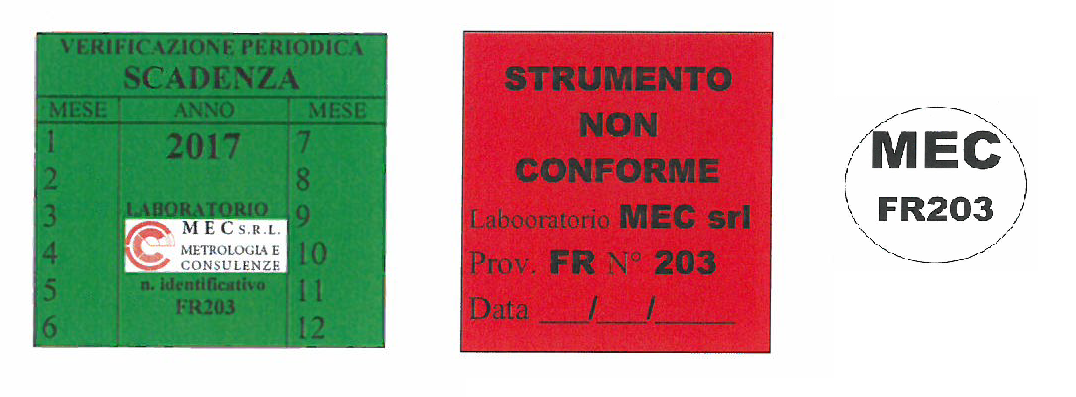 VERIFICAZIONE PERIODICA
SCADENZA
MESE ANNO MESE
1 2017 7
2 8
3 LABORATORIO 9
MEC S.R.L.
4 METROLOGIA E 10
CONSULENZE
5 n. identificativo 11
FR203
6 12
STRUMENTO
NON
CONFORME
Labooratorio MEC srl
Prov. FR N° 203
Data ___/___/_____
MEC
FR203